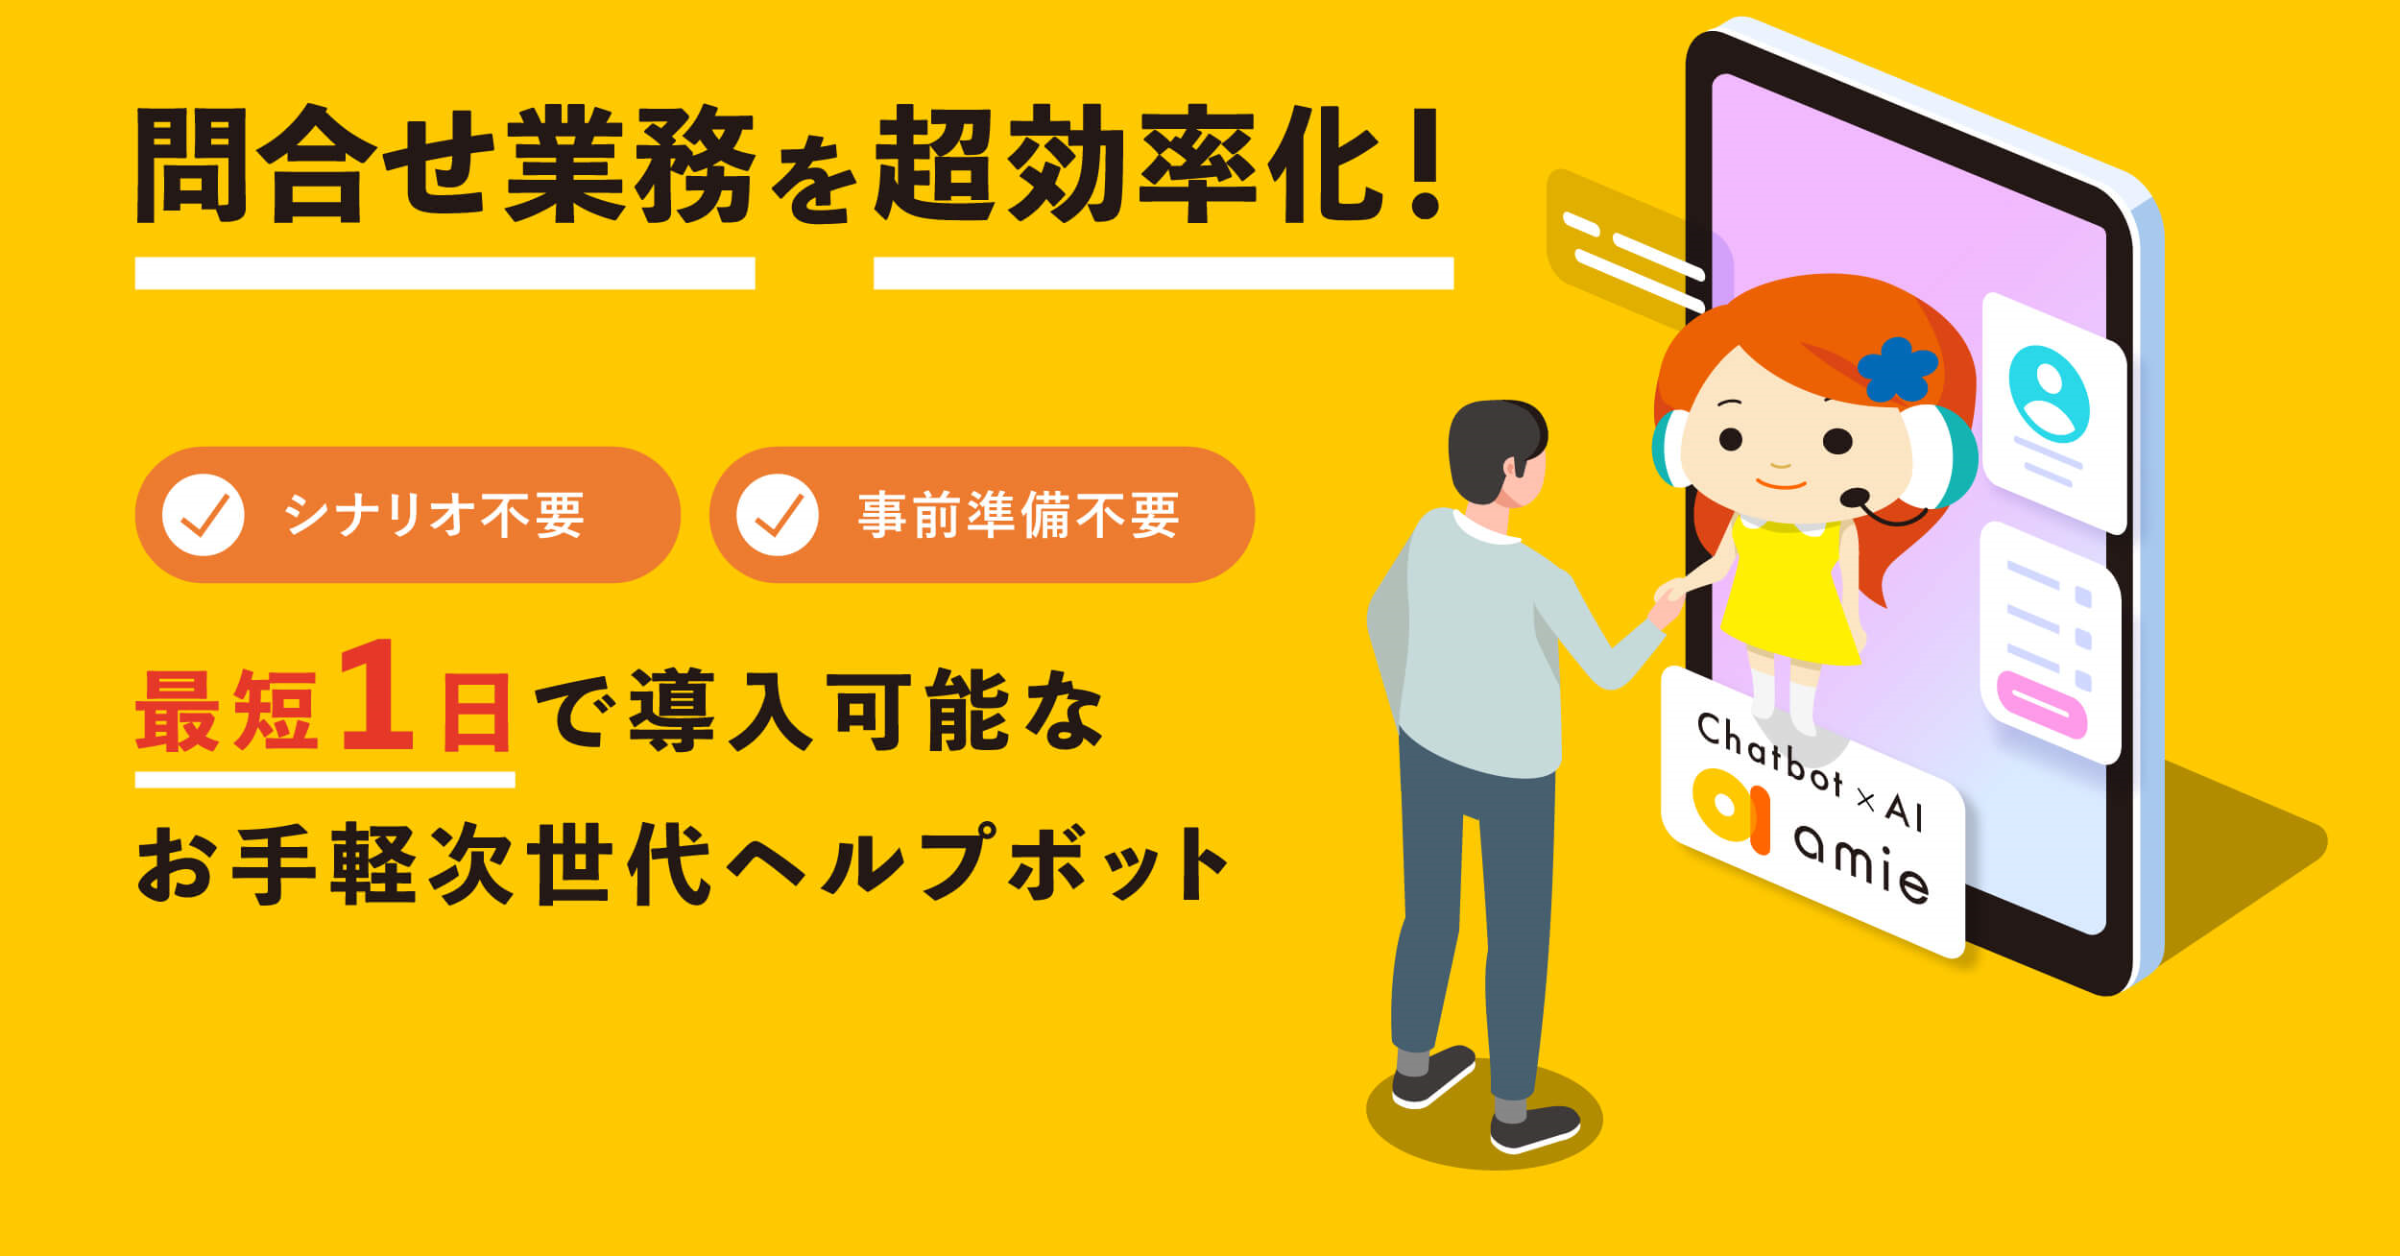 問合せ業務を超効率化!
シナリオ不要
事前準備不要
最短1日で導入可能な
お手軽次世代ヘルプボット
Chatbot × AI
amie